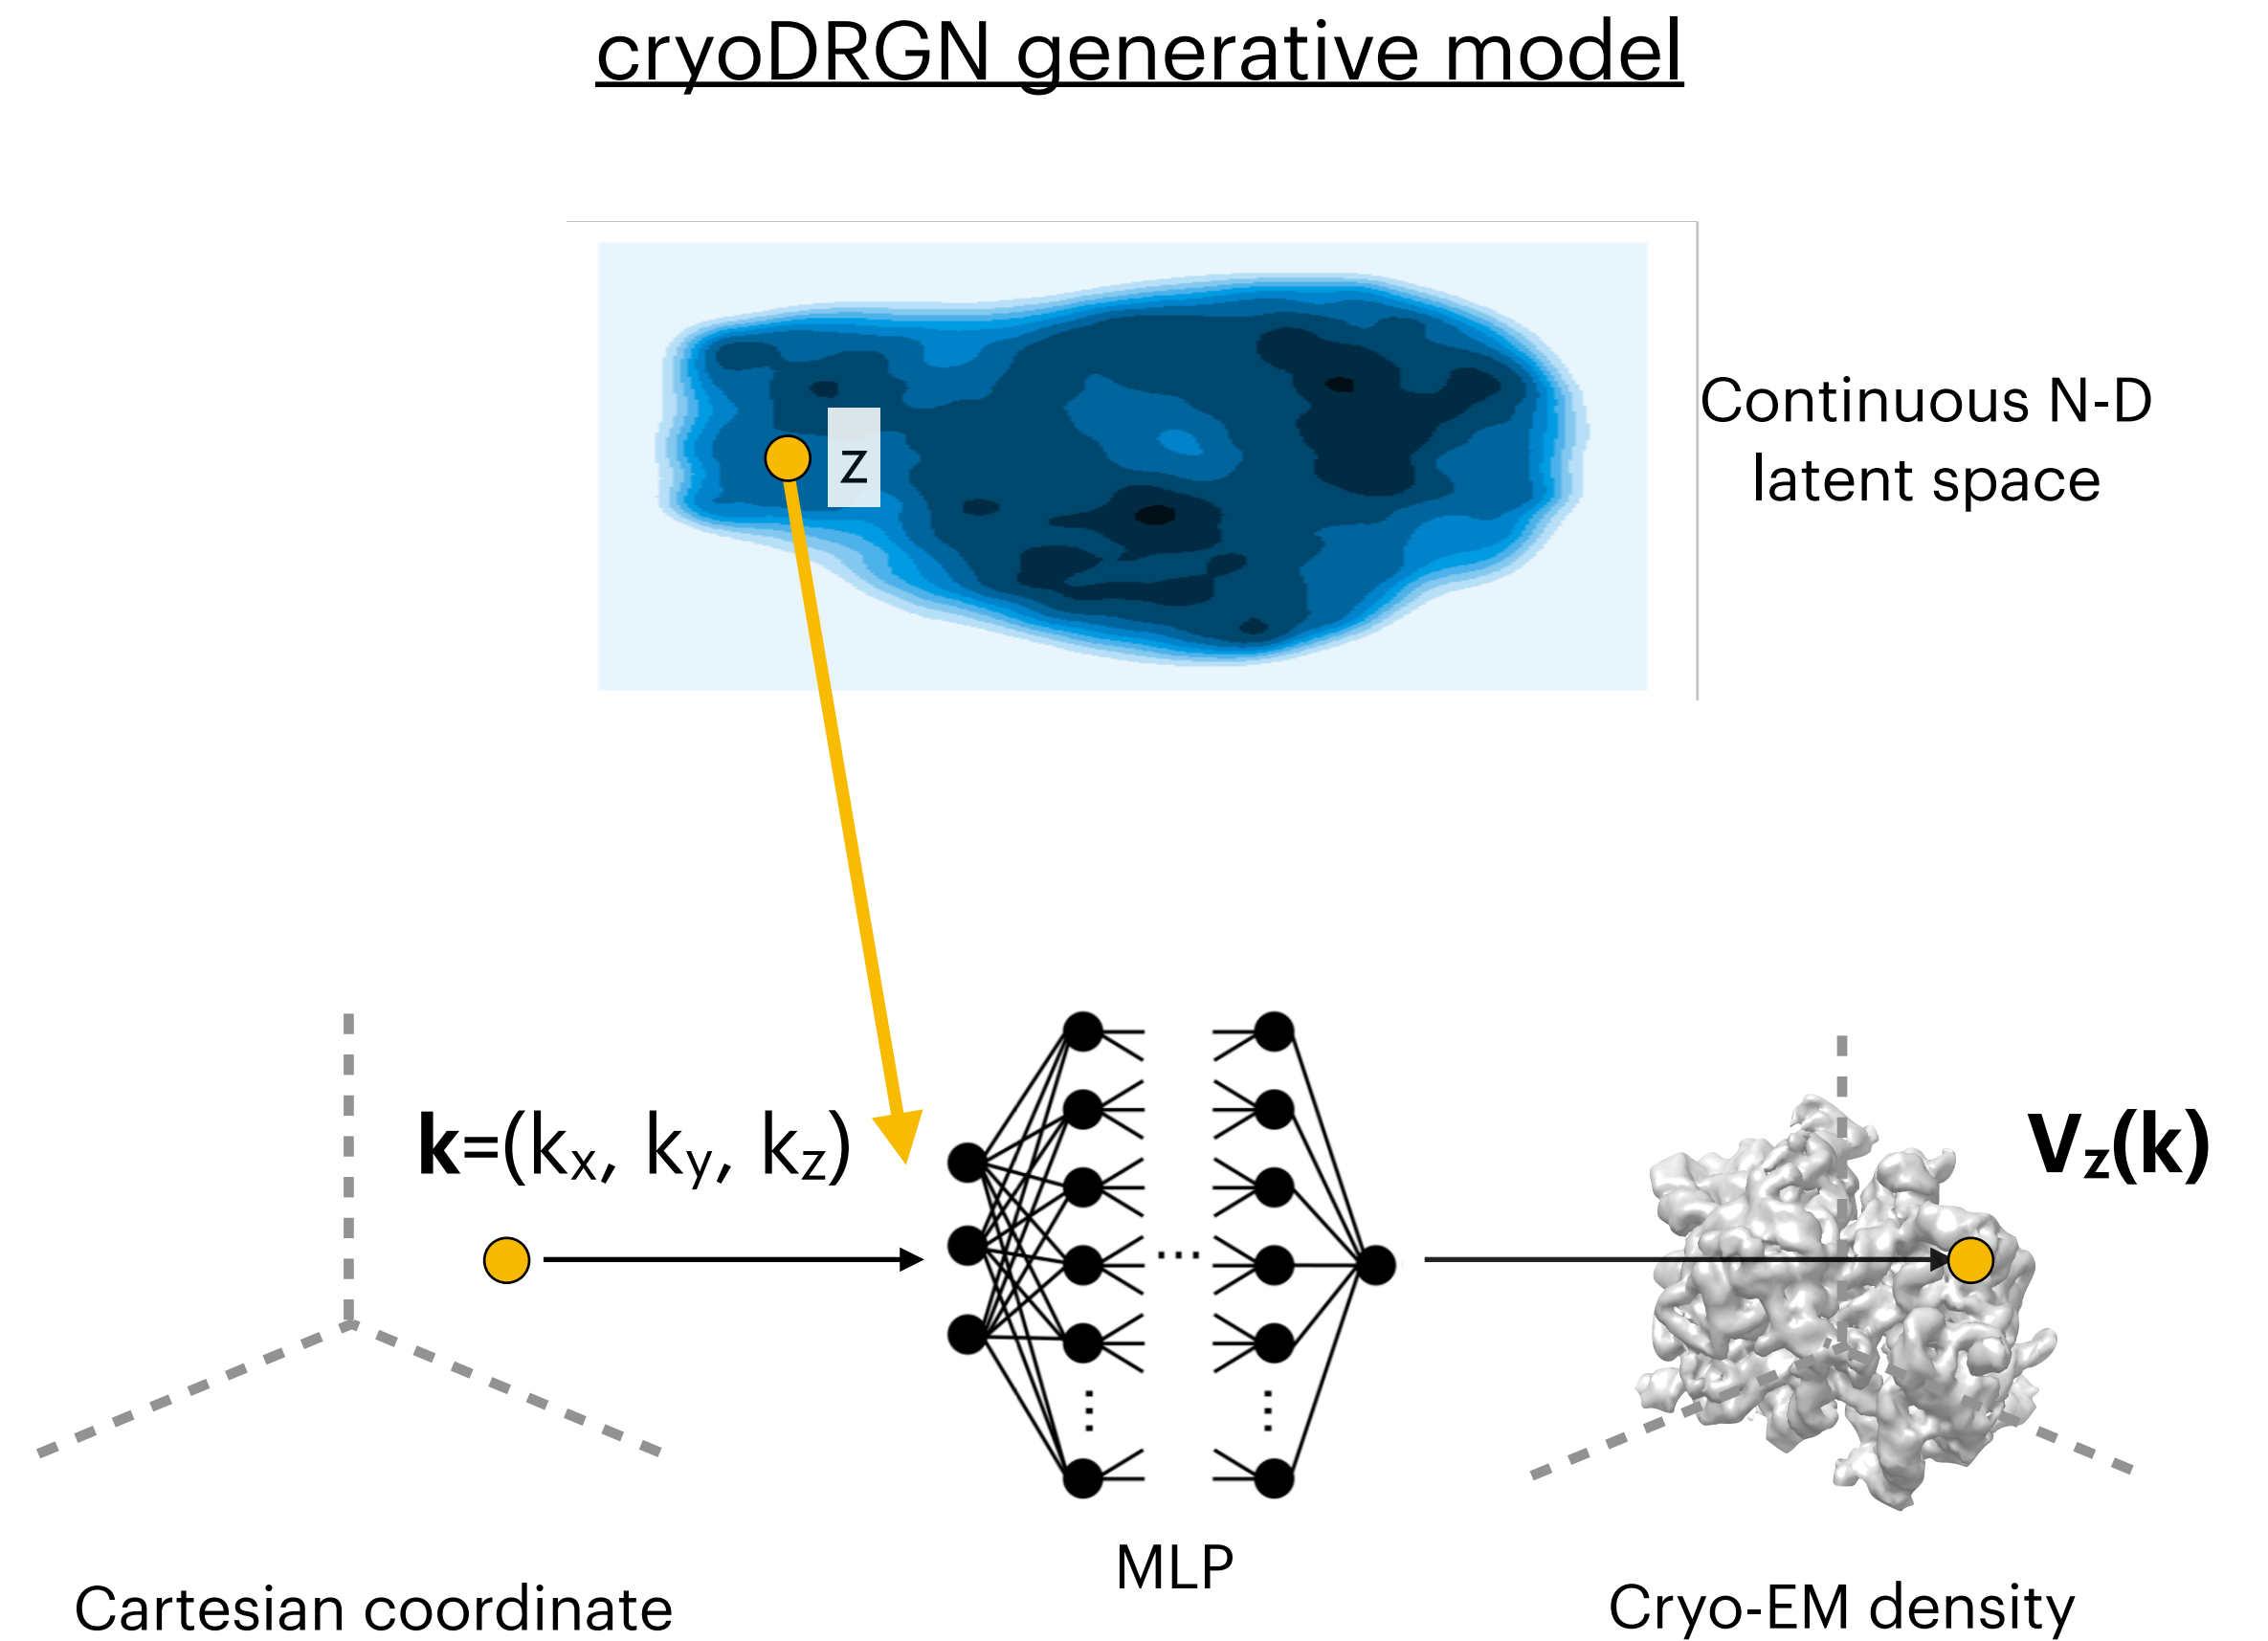 cryoDRGN generative model
z
Continuous N-D
latent space
k=(kx, ky, kz)
Vz(k)
MLP
Cartesian coordinate
Cryo-EM density